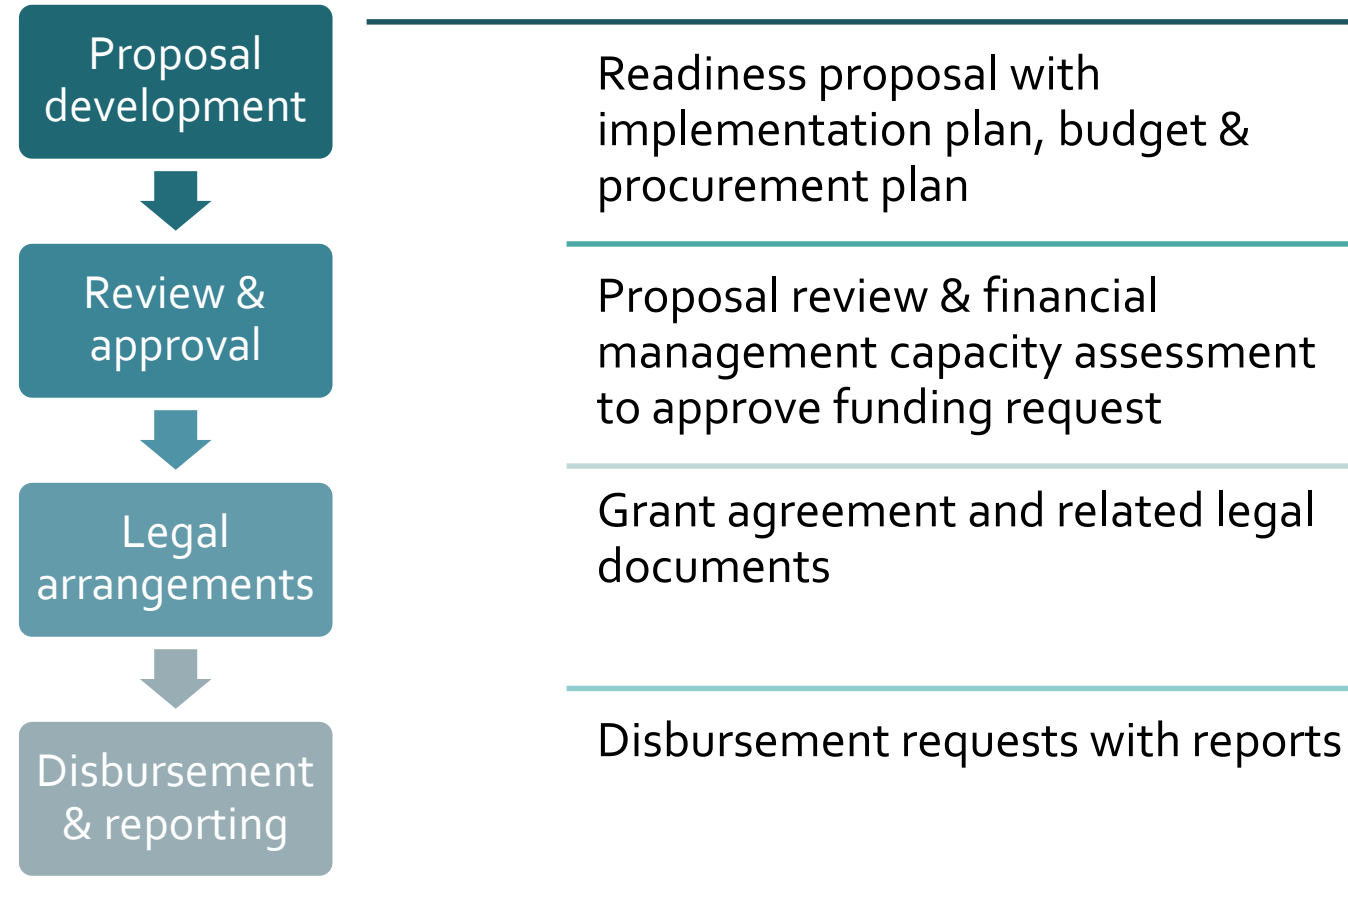 Proposal
development
Readiness proposal with
implementation plan, budget &
procurement plan
Review &
approval
Proposal review & financial
management capacity assessment
to approve funding request
Legal
arrangements
Grant agreement and related legal
documents
Disbursement
& reporting
Disbursement requests with reports